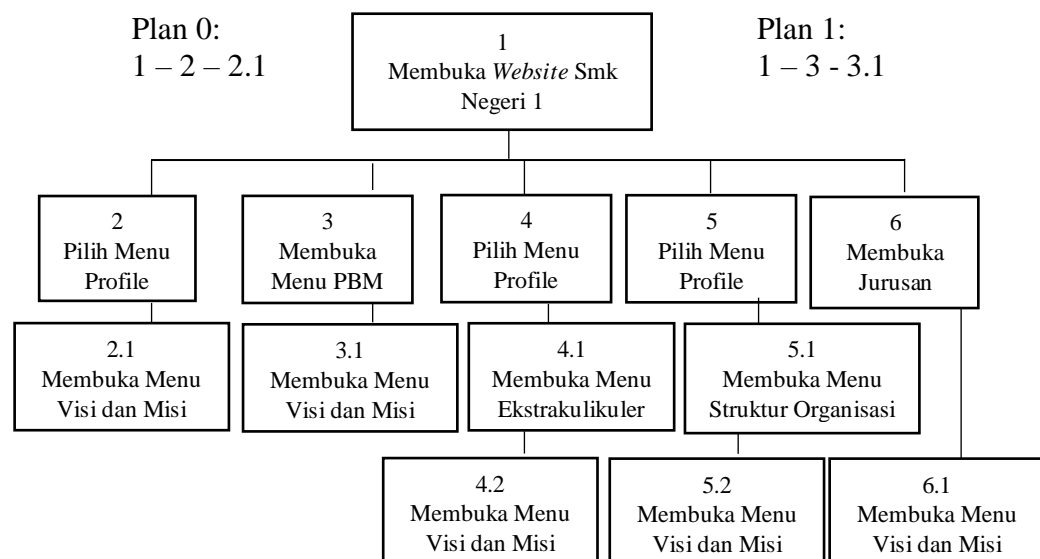 Plan 0:
1 – 2 – 2.1
1
Membuka Website Smk
Negeri 1
Plan 1:
1 – 3 - 3.1
2
Pilih Menu
Profile
3
Membuka
Menu PBM
4
Pilih Menu
Profile
5
Pilih Menu
Profile
6
Membuka
Jurusan
2.1
Membuka Menu
Visi dan Misi
3.1
Membuka Menu
Visi dan Misi
4.1
Membuka Menu
Ekstrakulikuler
5.1
Membuka Menu
Struktur Organisasi
4.2
Membuka Menu
Visi dan Misi
5.2
Membuka Menu
Visi dan Misi
6.1
Membuka Menu
Visi dan Misi